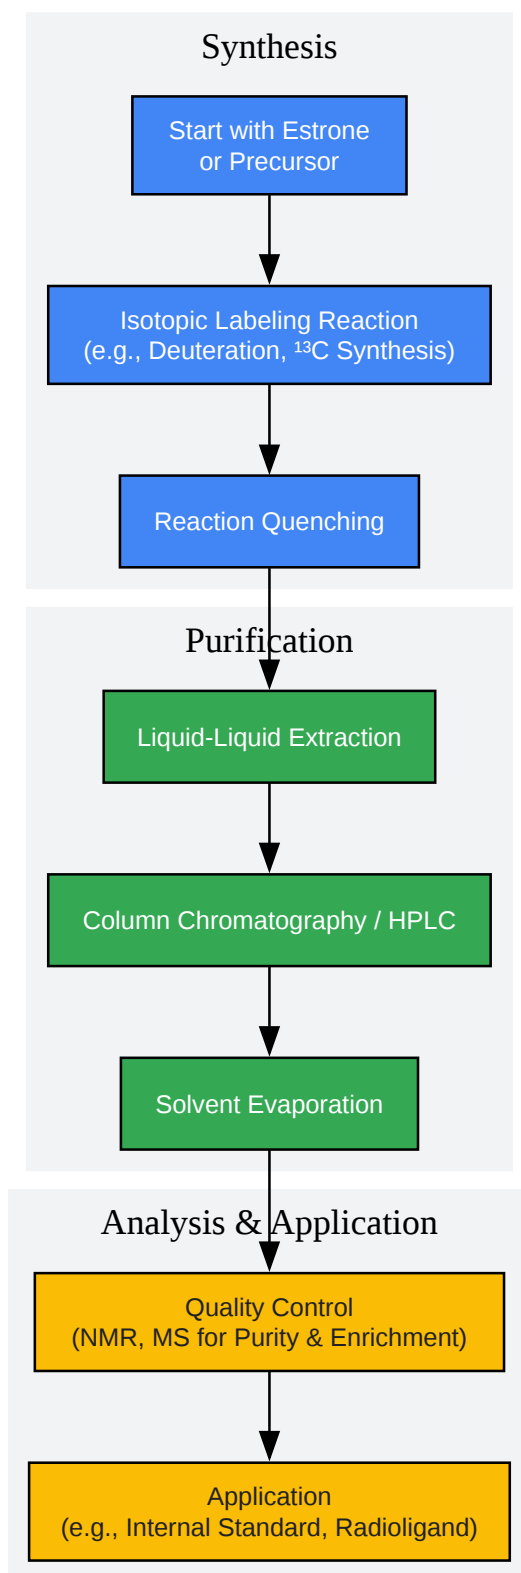 Synthesis
Start with Estrone
or Precursor
Isotopic Labeling Reaction
(e.g., Deuteration, ¹³C Synthesis)
Reaction Quenching
Purification
Liquid-Liquid Extraction
Column Chromatography / HPLC
Solvent Evaporation
Analysis & Application
Quality Control
(NMR, MS for Purity & Enrichment)
Application
(e.g., Internal Standard, Radioligand)